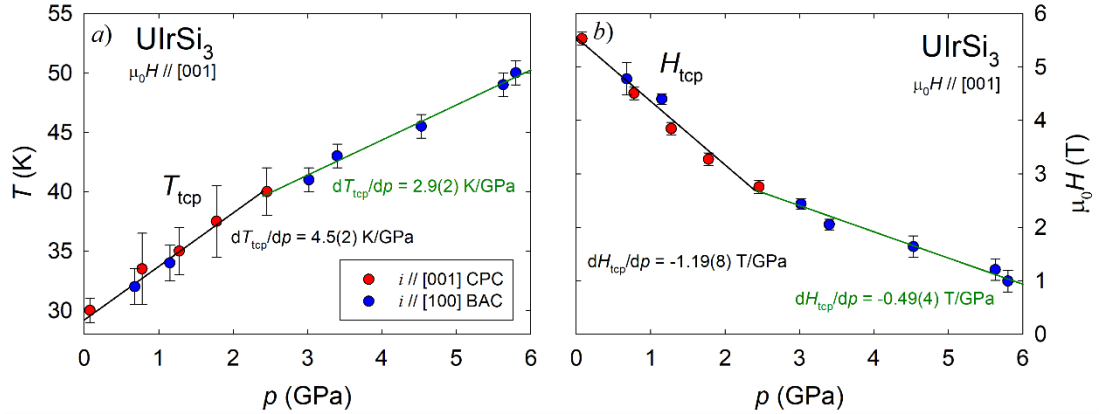 a)
UIrSi3
μ0H // [001]
Ttcp
dTtcp/dp = 2.9(2) K/GPa
dTtcp/dp = 4.5(2) K/GPa
i // [001] CPC
i // [100] BAC
55
50
45
40
35
30
T (K)
0 1 2 3 4 5 6
p (GPa)
b)
UIrSi3
μ0H // [001]
Htcp
dHtcp/dp = -1.19(8) T/GPa
dHtcp/dp = -0.49(4) T/GPa
6
5
4
3
2
1
0
μ0H (T)
0 1 2 3 4 5 6
p (GPa)